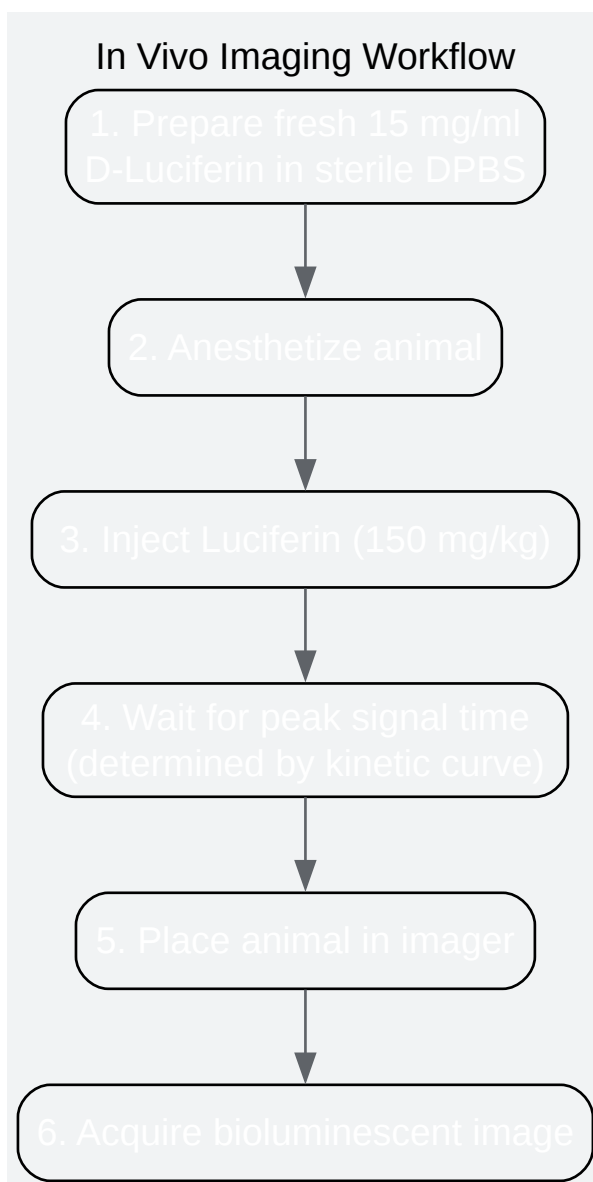 In Vivo Imaging Workflow
1. Prepare fresh 15 mg/ml
D-Luciferin in sterile DPBS
2. Anesthetize animal
3. Inject Luciferin (150 mg/kg)
4. Wait for peak signal time
(determined by kinetic curve)
5. Place animal in imager
6. Acquire bioluminescent image